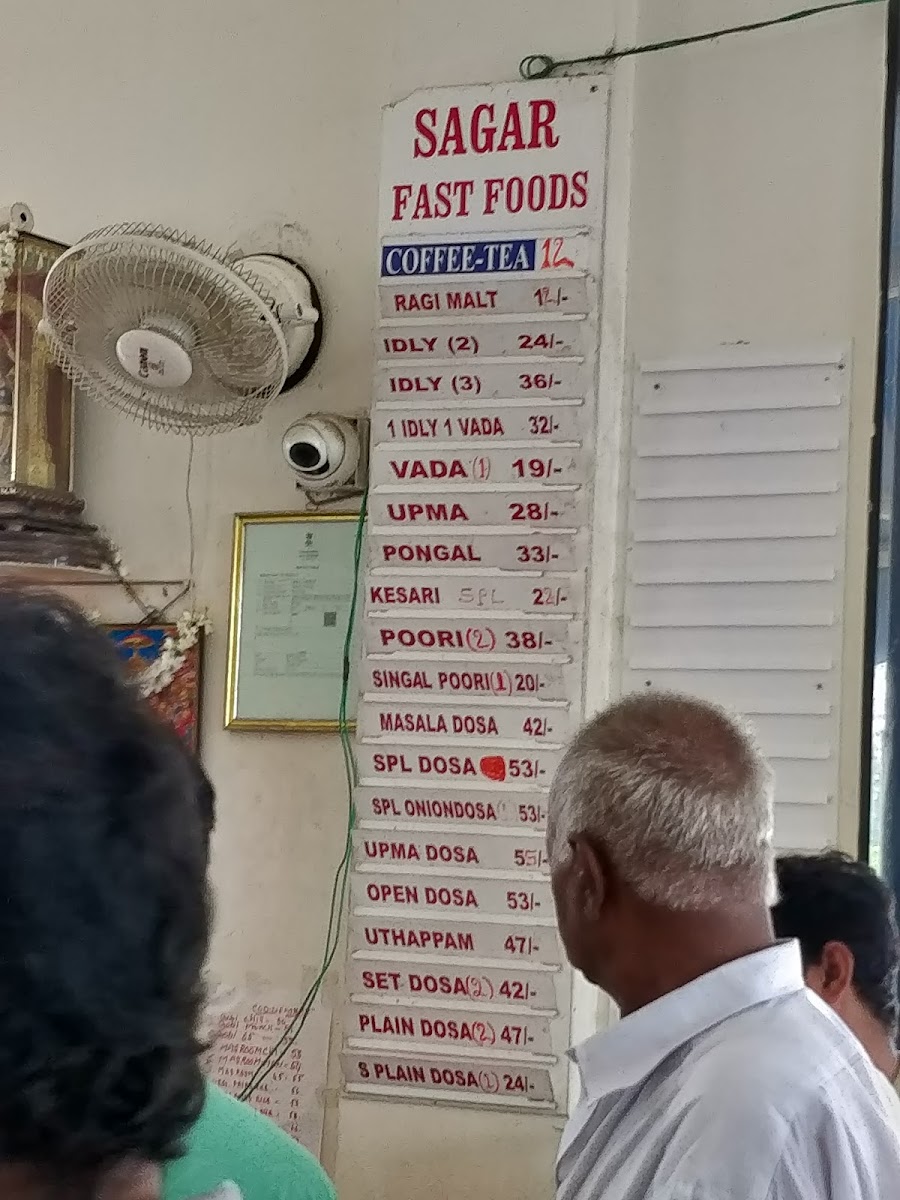 SAGAR
FAST FOODS
COFFEE-TEA 12
RAGI MALT 12/-
IDLY (2) 24/-
IDLY (3) 36/-
1 IDLY 1 VADA 32/-
VADA (1) 19/-
UPMA 28/-
PONGAL 33/-
KESARI SPL 22/-
POORI (2) 38/-
SINGAL POORI (1) 20/-
MASALA DOSA 42/-
SPL DOSA 53/-
SPL ONIONDOSA 53/-
UPMA DOSA 55/-
OPEN DOSA 53/-
UTHAPPAM 47/-
SET DOSA (2) 42/-
PLAIN DOSA (2) 47/-
S PLAIN DOSA (1) 24/-